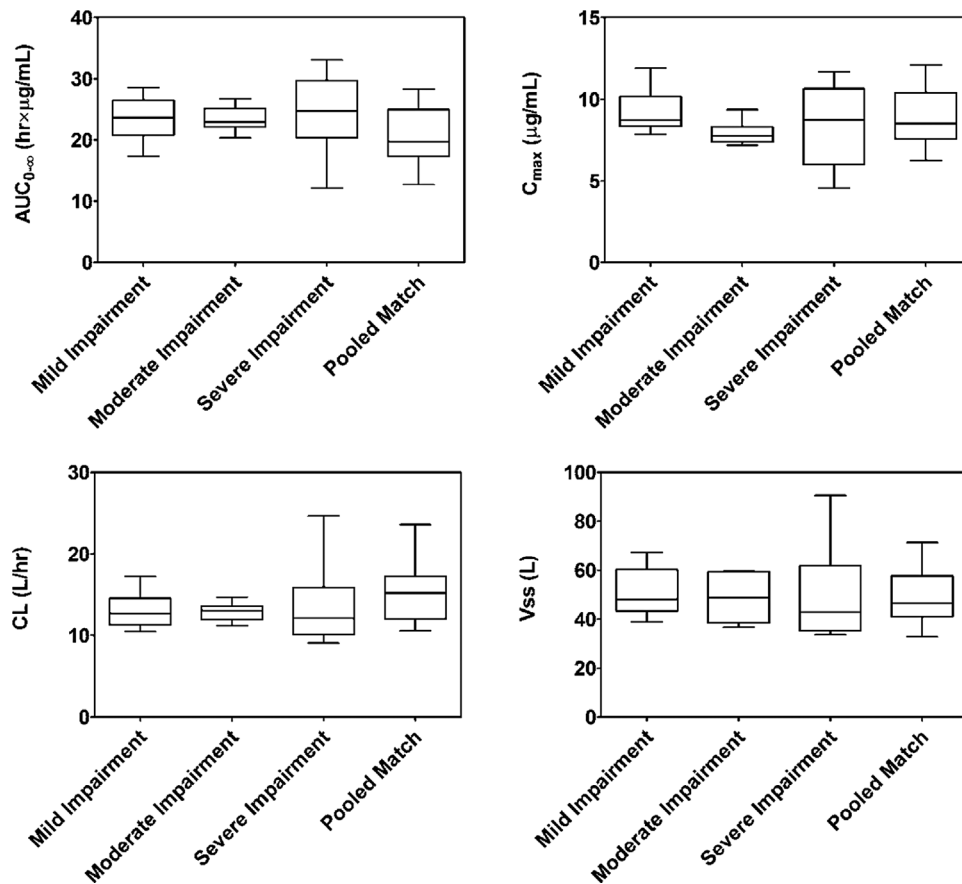 AUC0-∞ (hr×µg/mL)
40
30
20
10
0
Mild Impairment
Moderate Impairment
Severe Impairment
Pooled Match
Cmax (µg/mL)
15
10
5
0
Mild Impairment
Moderate Impairment
Severe Impairment
Pooled Match
CL (L/hr)
30
20
10
0
Mild Impairment
Moderate Impairment
Severe Impairment
Pooled Match
Vss (L)
100
80
60
40
20
0
Mild Impairment
Moderate Impairment
Severe Impairment
Pooled Match